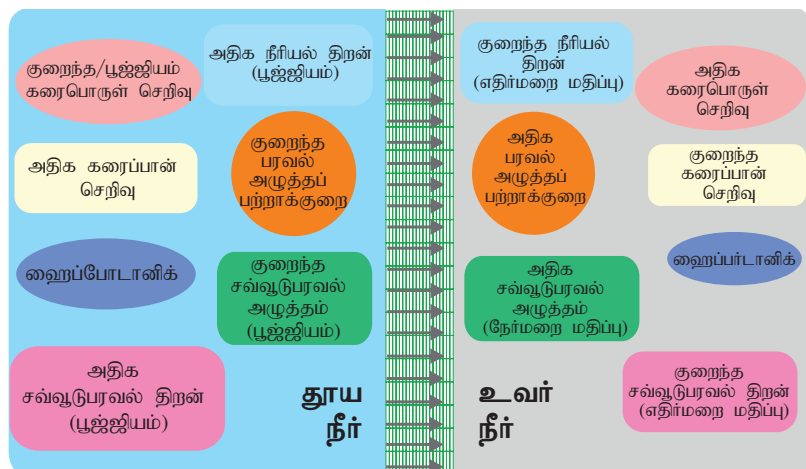 குறைந்த/பூஜ்ஜியம்
கரைபொருள் செறிவு
அதிக நீரியல் திறன்
(பூஜ்ஜியம்)
அதிக கரைப்பான்
செறிவு
குறைந்த
பரவல்
அழுத்தப்
பற்றாக்குறை
ஹைப்போடானிக்
குறைந்த
சவ்வூடுபரவல்
அழுத்தம்
(பூஜ்ஜியம்)
அதிக
சவ்வூடுபரவல் திறன்
(பூஜ்ஜியம்)
தூய
நீர்
குறைந்த நீரியல்
திறன்
(எதிர்மறை மதிப்பு)
அதிக
கரைபொருள்
செறிவு
அதிக
பரவல்
அழுத்தப்
பற்றாக்குறை
குறைந்த
கரைப்பான்
செறிவு
ஹைப்பர்டானிக்
அதிக
சவ்வூடுபரவல்
அழுத்தம்
(நேர்மறை மதிப்பு)
குறைந்த
சவ்வூடுபரவல் திறன்
(எதிர்மறை மதிப்பு)
உவர்
நீர்